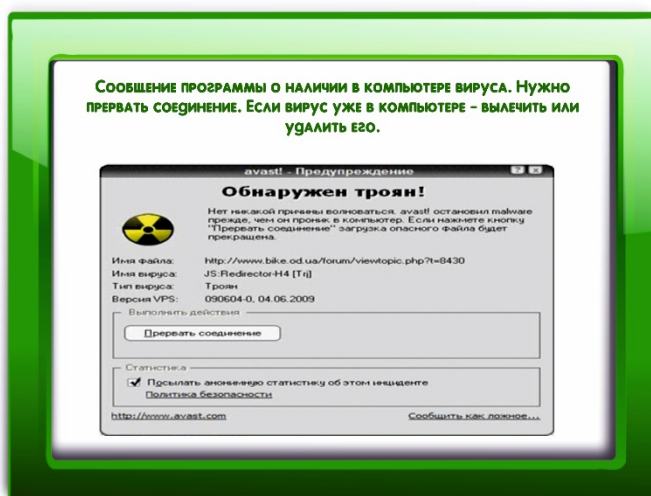 Сообщение программы о наличии в компьютере вируса. Нужно
прервать соединение. Если вирус уже в компьютере – вылечить или
удалить его.
avast! - Предупреждение
Обнаружен троян!
Нет никакой причины волноваться. avast! остановил malware
прежде, чем он проник в компьютер. Если нажмете кнопку
"Прервать соединение" загрузка опасного файла будет
прекращена.
Имя файла: http://www.bike.od.ua/forum/viewtopic.php?t=8430
Имя вируса: JS:Redirector-H4 [Trj]
Тип вируса: Троян
Версия VPS: 090604-0, 04.06.2009
Выполнить действия
Прервать соединение
Статистика
Посылать анонимную статистику об этом инциденте
Политика безопасности
http://www.avast.com Сообщить как ложное...